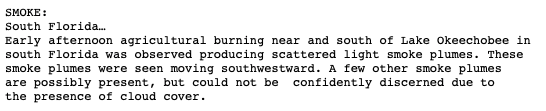 SMOKE:
South Florida…
Early afternoon agricultural burning near and south of Lake Okeechobee in
south Florida was observed producing scattered light smoke plumes. These
smoke plumes were seen moving southwestward. A few other smoke plumes
are possibly present, but could not be  confidently discerned due to
the presence of cloud cover.